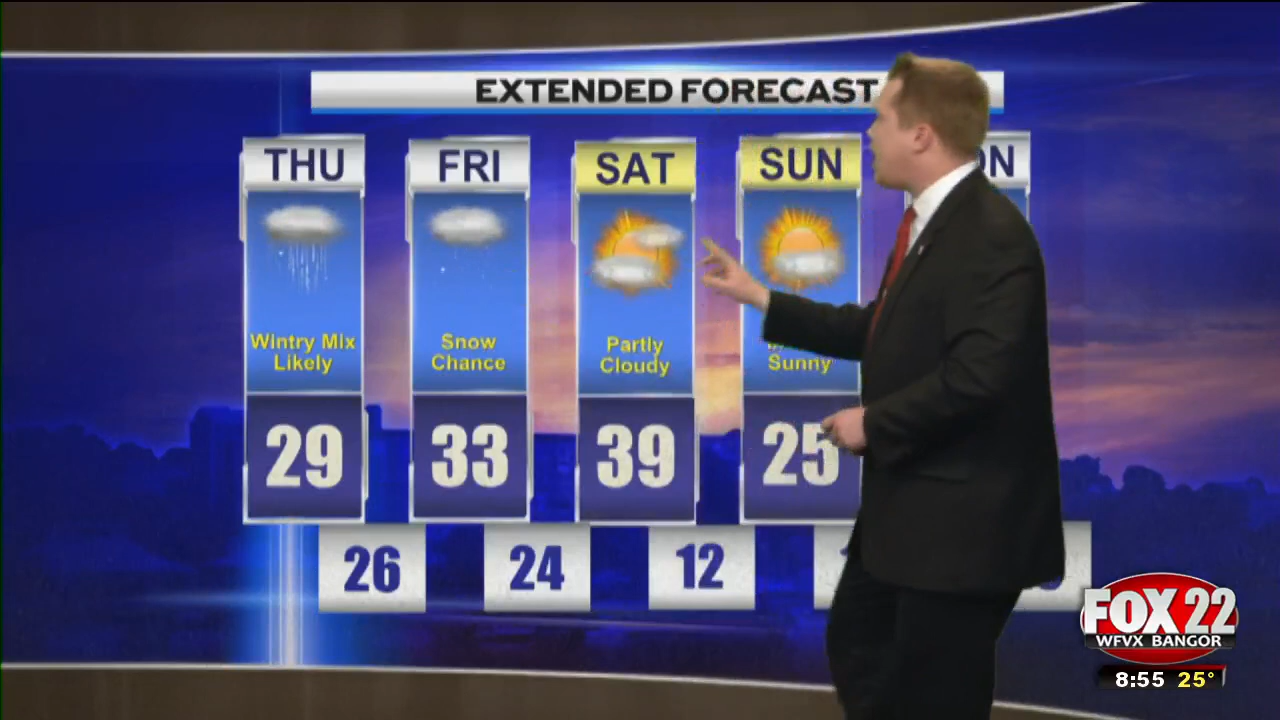 EXTENDED FORECAST
THU
FRI
SAT
SUN
ON
Wintry Mix
Likely
Snow
Chance
Partly
Cloudy
Sunny
29
33
39
25
26
24
12
FOX 22
WFVX BANGOR
8:55 25°